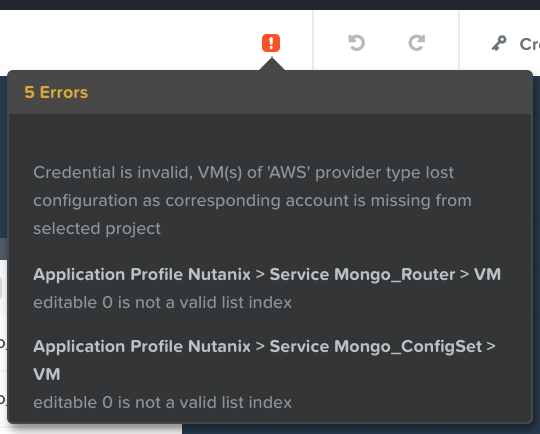 Cr
5 Errors
Credential is invalid, VM(s) of 'AWS' provider type lost
configuration as corresponding account is missing from
selected project
Application Profile Nutanix > Service Mongo_Router > VM
editable 0 is not a valid list index
Application Profile Nutanix > Service Mongo_ConfigSet >
VM
editable 0 is not a valid list index